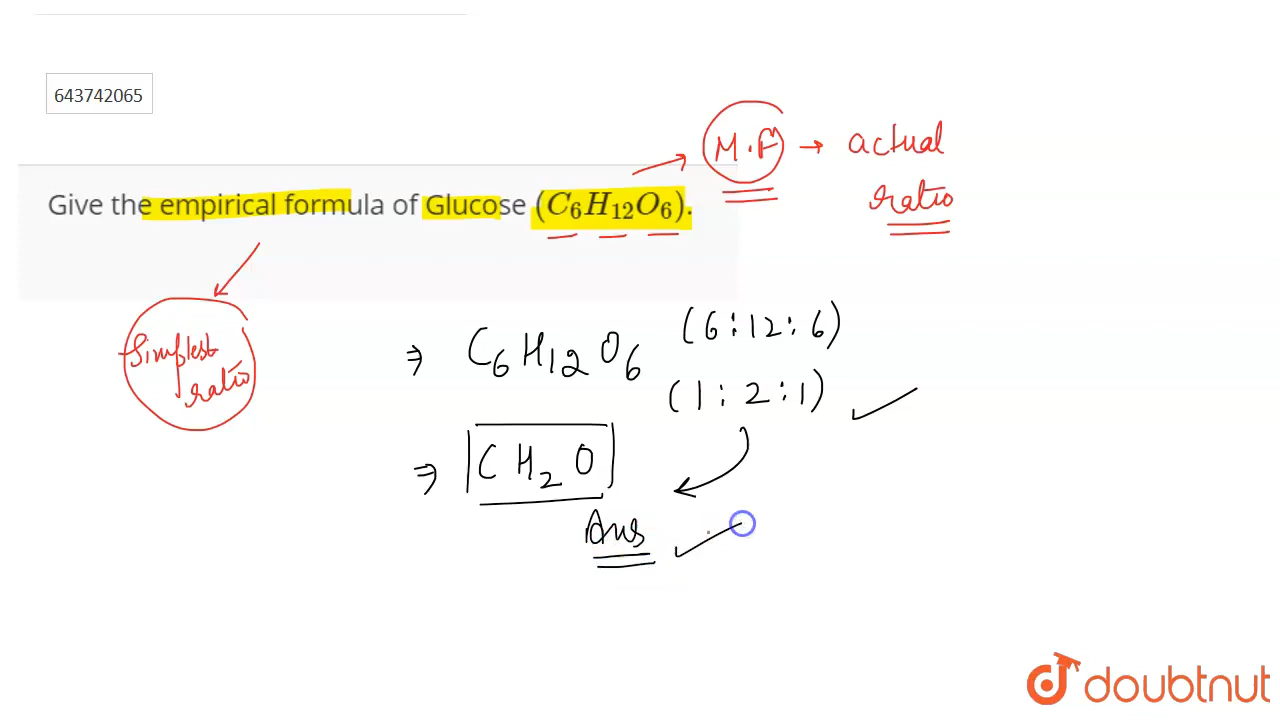 643742065
M.F → actual
ratio
Give the empirical formula of Glucose (C₆H₁₂O₆).
Simplest
ratio
⇒ C₆H₁₂O₆ (6:12:6)
(1:2:1)
⇒ CH₂O
Ans
doubtnut